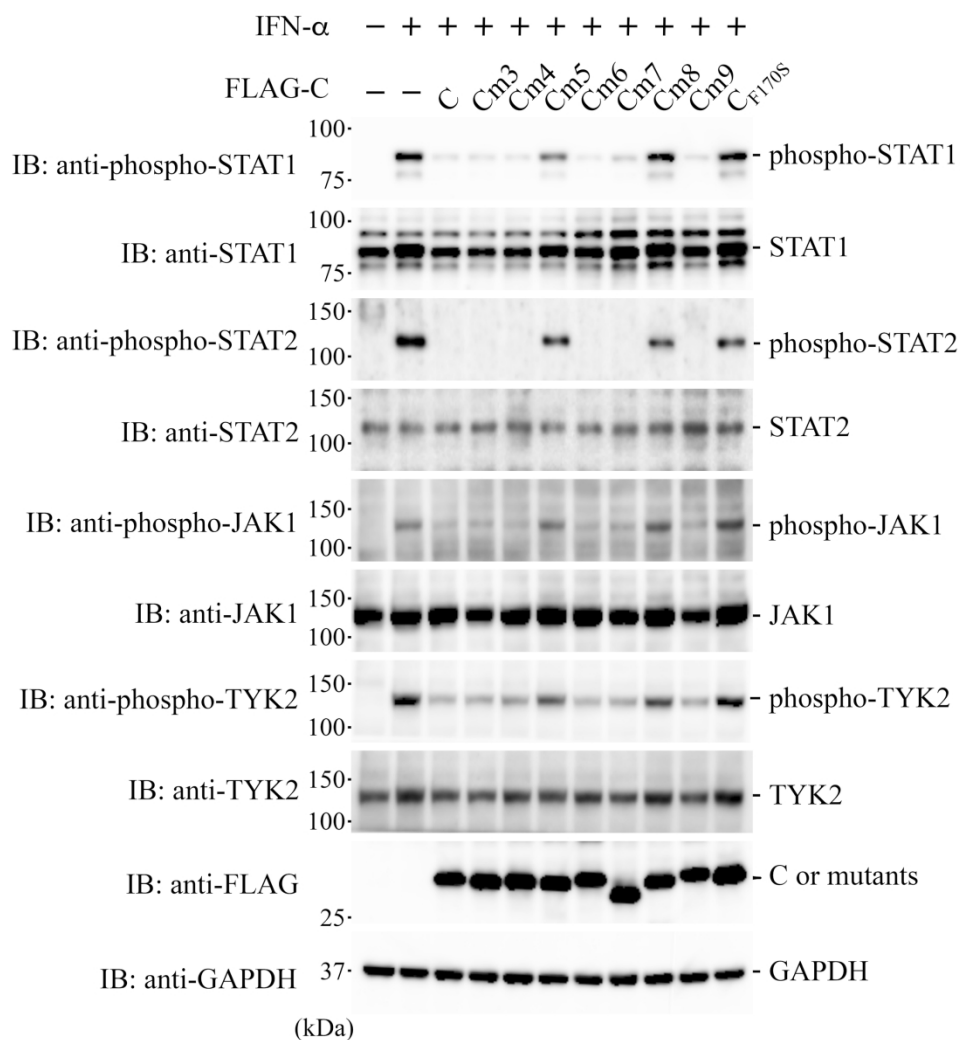 IFN-α − + + + + + + + + + +
FLAG-C − − C Cm3 Cm4 Cm5 Cm6 Cm7 Cm8 Cm9 C F170S
100
IB: anti-phospho-STAT1 - phospho-STAT1
75
100
IB: anti-STAT1 - STAT1
75
150
IB: anti-phospho-STAT2 - phospho-STAT2
100
150
IB: anti-STAT2 - STAT2
100
150
IB: anti-phospho-JAK1 - phospho-JAK1
100
150
IB: anti-JAK1 - JAK1
100
150
IB: anti-phospho-TYK2 - phospho-TYK2
100
150
IB: anti-TYK2 - TYK2
100
IB: anti-FLAG - C or mutants
25
IB: anti-GAPDH 37 - GAPDH
(kDa)